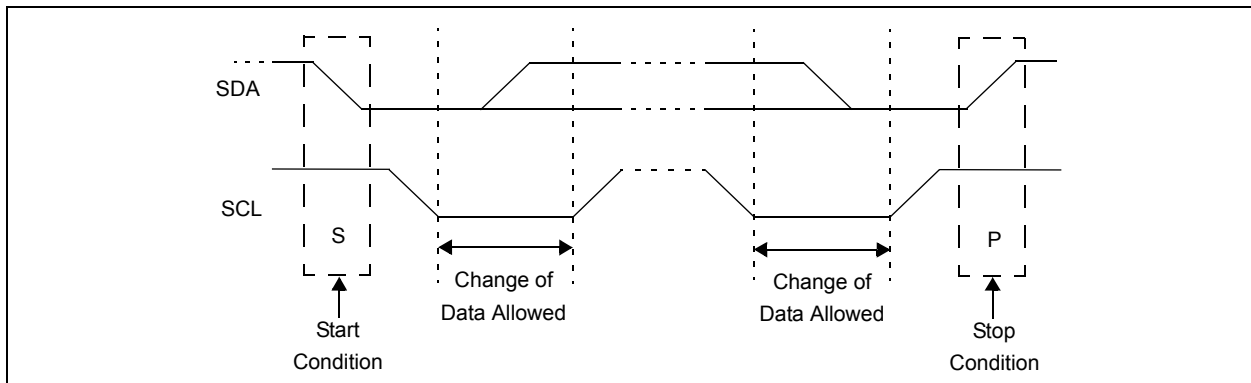 SDA
SCL
S
P
Change of
Data Allowed
Change of
Data Allowed
Start
Condition
Stop
Condition